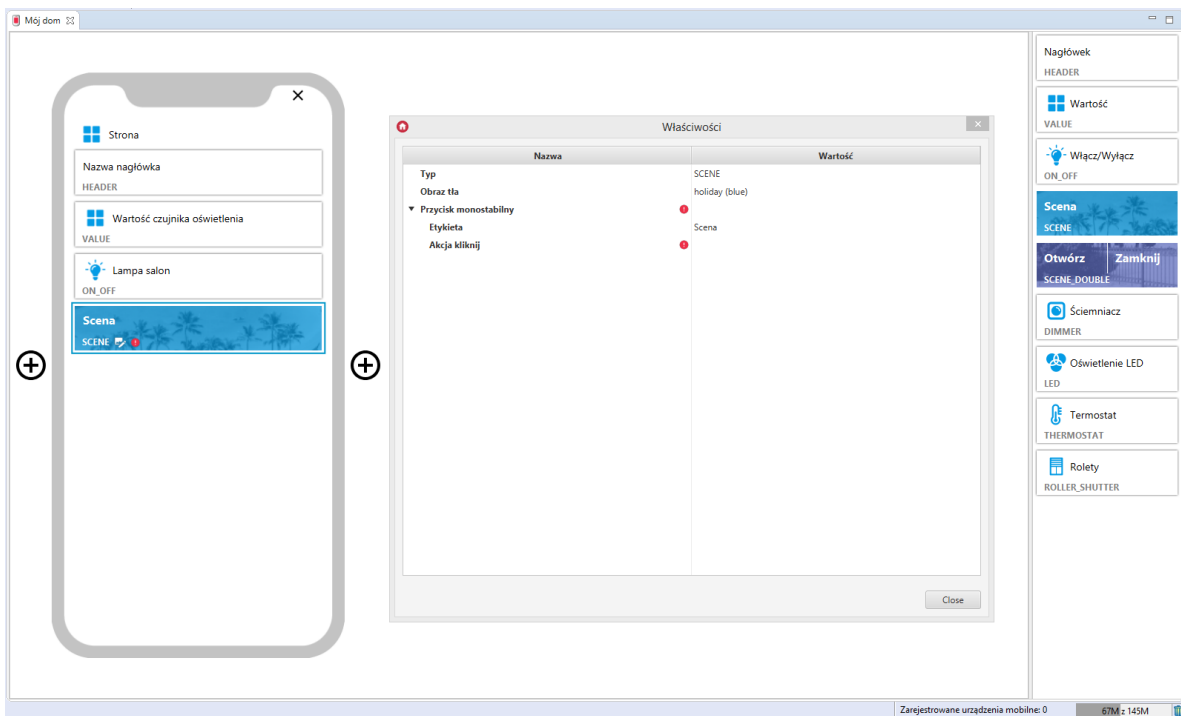 Mój dom
Strona
Nazwa nagłówka
HEADER
Wartość czujnika oświetlenia
VALUE
Lampa salon
ON_OFF
Scena
SCENE
Właściwości
Nazwa Wartość
Typ SCENE
Obraz tła holiday (blue)
Przycisk monostabilny
Etykieta Scena
Akcja kliknij
Close
Nagłówek
HEADER
Wartość
VALUE
Włącz/Wyłącz
ON_OFF
Scena
SCENE
Otwórz Zamknij
SCENE_DOUBLE
Ściemniacz
DIMMER
Oświetlenie LED
LED
Termostat
THERMOSTAT
Rolety
ROLLER_SHUTTER
Zarejestrowane urządzenia mobilne: 0 67M z 145M